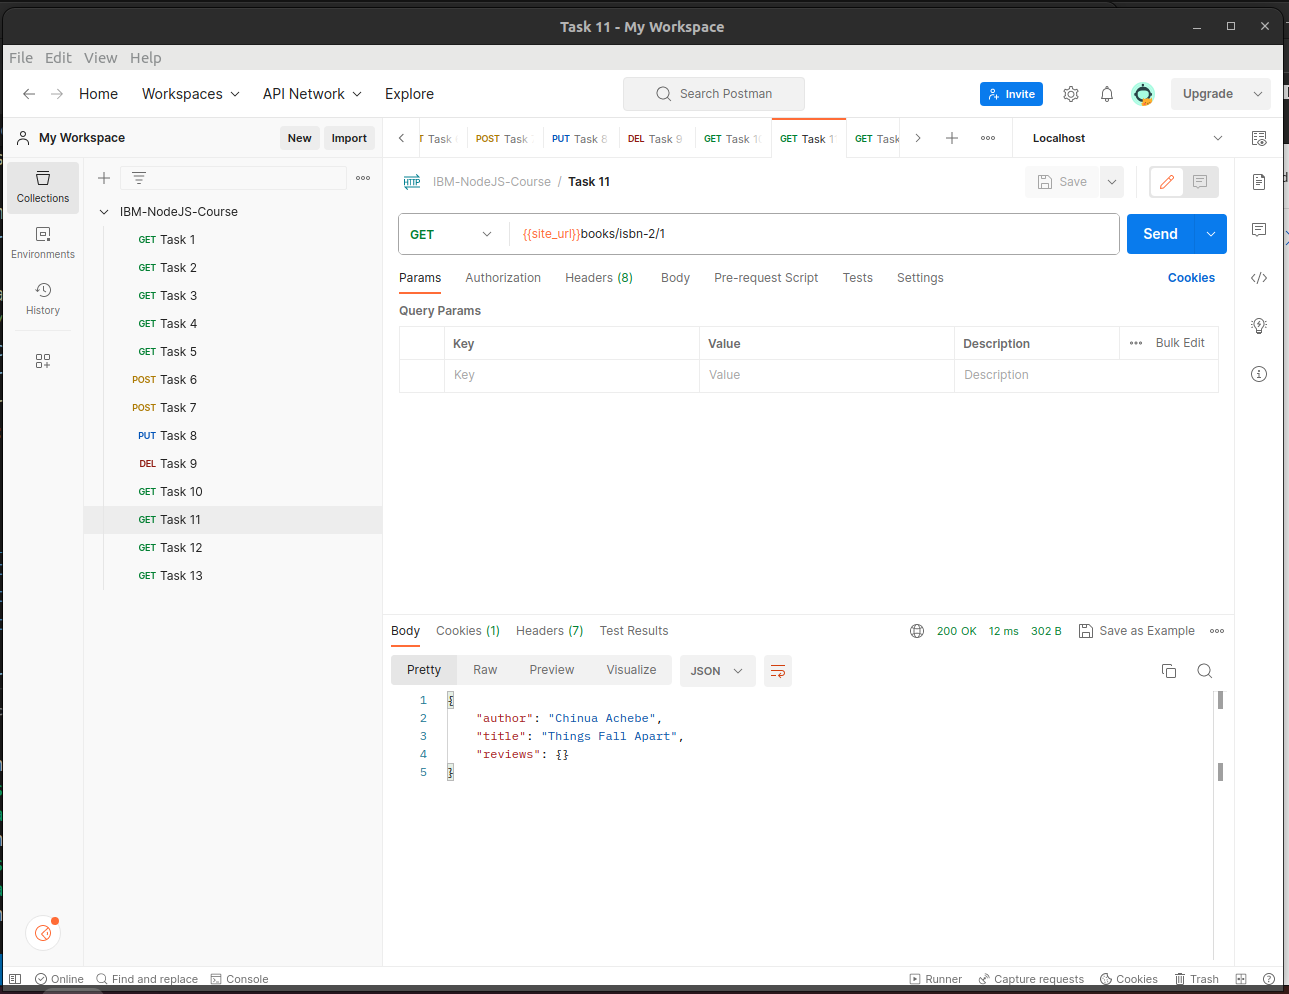 Task 11 - My Workspace
File Edit View Help
Home Workspaces API Network Explore Search Postman Invite Upgrade
My Workspace New Import
T Task POST Task PUT Task 8 DEL Task 9 GET Task 1 GET Task 1 GET Task Localhost
Collections
Environments
History
IBM-NodeJS-Course
GET Task 1
GET Task 2
GET Task 3
GET Task 4
GET Task 5
POST Task 6
POST Task 7
PUT Task 8
DEL Task 9
GET Task 10
GET Task 11
GET Task 12
GET Task 13
HTTP IBM-NodeJS-Course / Task 11 Save
GET {{site_url}}books/isbn-2/1 Send
Params Authorization Headers (8) Body Pre-request Script Tests Settings Cookies
Query Params
Key Value Description Bulk Edit
Key Value Description
Body Cookies (1) Headers (7) Test Results 200 OK 12 ms 302 B Save as Example
Pretty Raw Preview Visualize JSON
1 {
2 "author": "Chinua Achebe",
3 "title": "Things Fall Apart",
4 "reviews": {}
5 }
Online Find and replace Console Runner Capture requests Cookies Trash